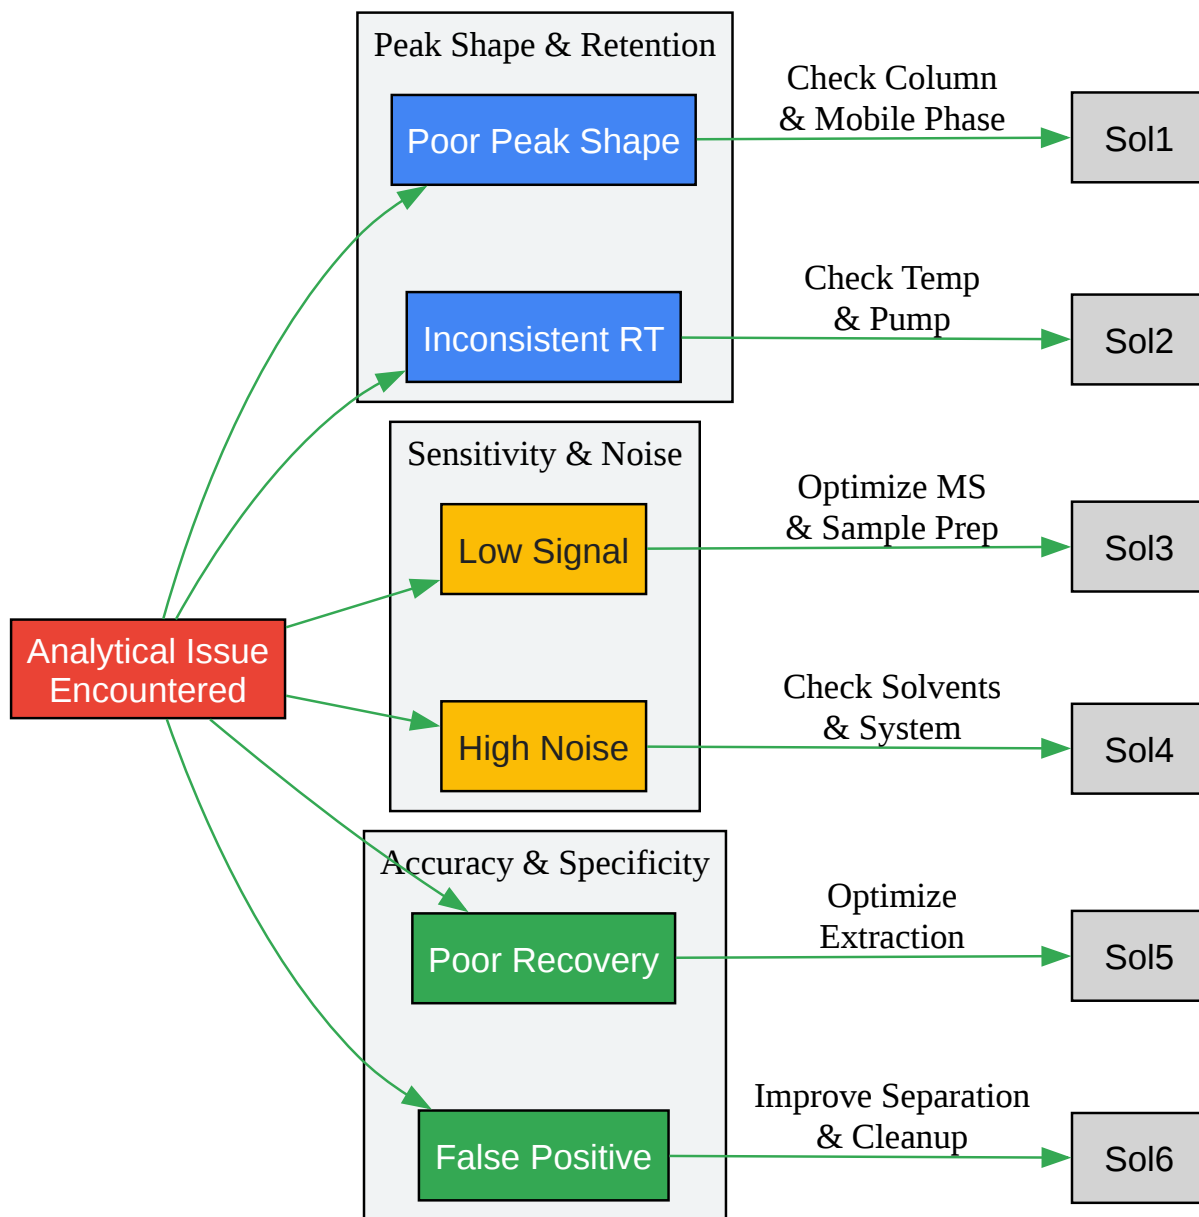 Peak Shape & Retention
Poor Peak Shape
Check Column
& Mobile Phase
Sol1
Inconsistent RT
Check Temp
& Pump
Sol2
Sensitivity & Noise
Low Signal
Optimize MS
& Sample Prep
Sol3
Analytical Issue
Encountered
High Noise
Check Solvents
& System
Sol4
Accuracy & Specificity
Poor Recovery
Optimize
Extraction
Sol5
False Positive
Improve Separation
& Cleanup
Sol6